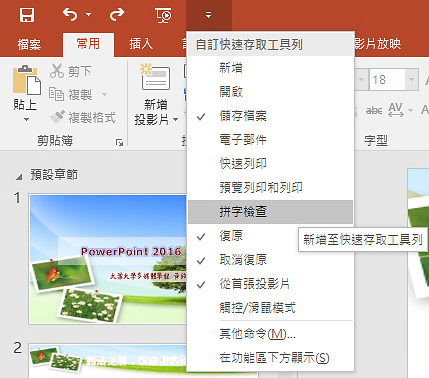 檔案 常用 插入 影片放映
自訂快速存取工具列
新增
開啟
儲存檔案
電子郵件
快速列印
預覽列印和列印
拼字檢查
復原
取消復原
從首張投影片
觸控/滑鼠模式
其他命令(M)...
在功能區下方顯示(S)
新增至快速存取工具列
貼上
剪下
複製
複製格式
剪貼簿
新增
投影片
18
abc AV
字型
預設章節
1
PowerPoint 2016
2